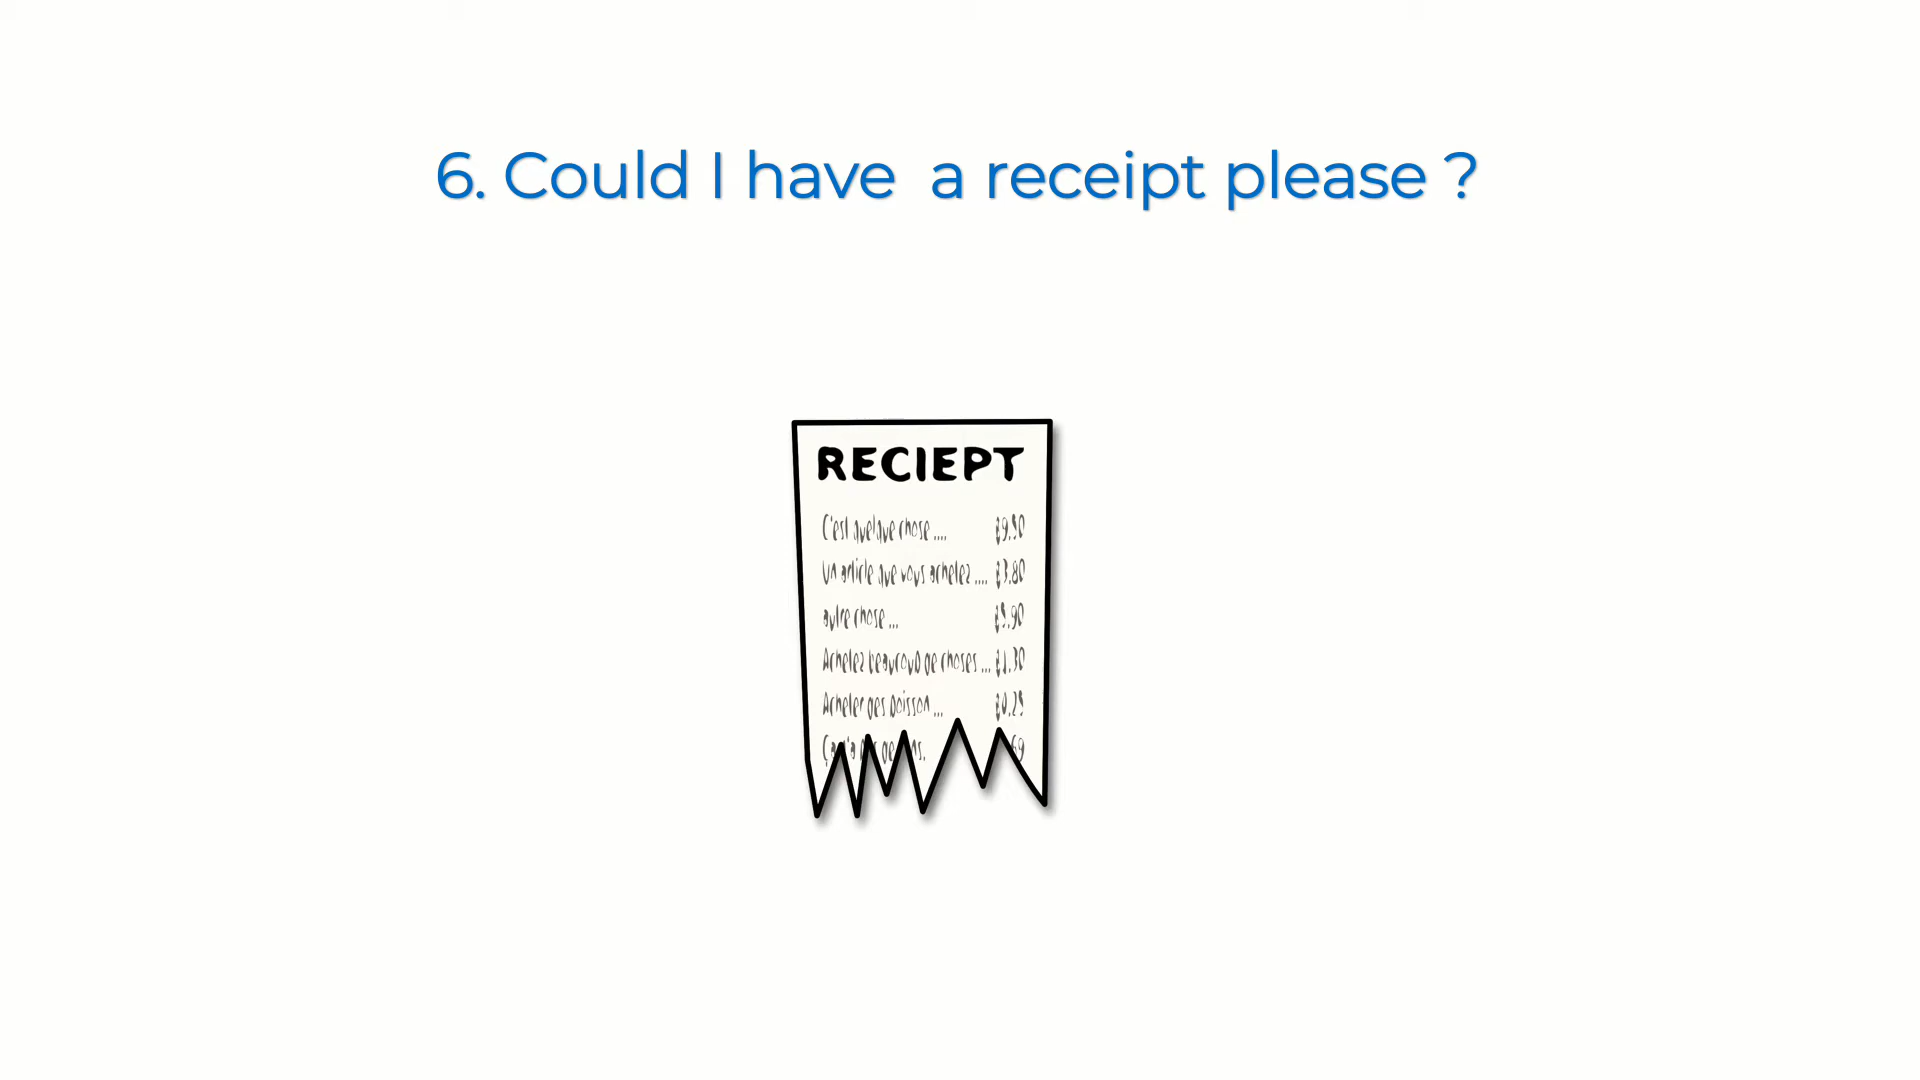 6. Could I have a receipt please ?
RECIEPT
C'est quelque chose .... £9.50
Un article que vous achetez .... £3.80
autre chose ... £5.90
Achetez beaucoup de choses ... £1.30
Acheter des poisson ... £0.25